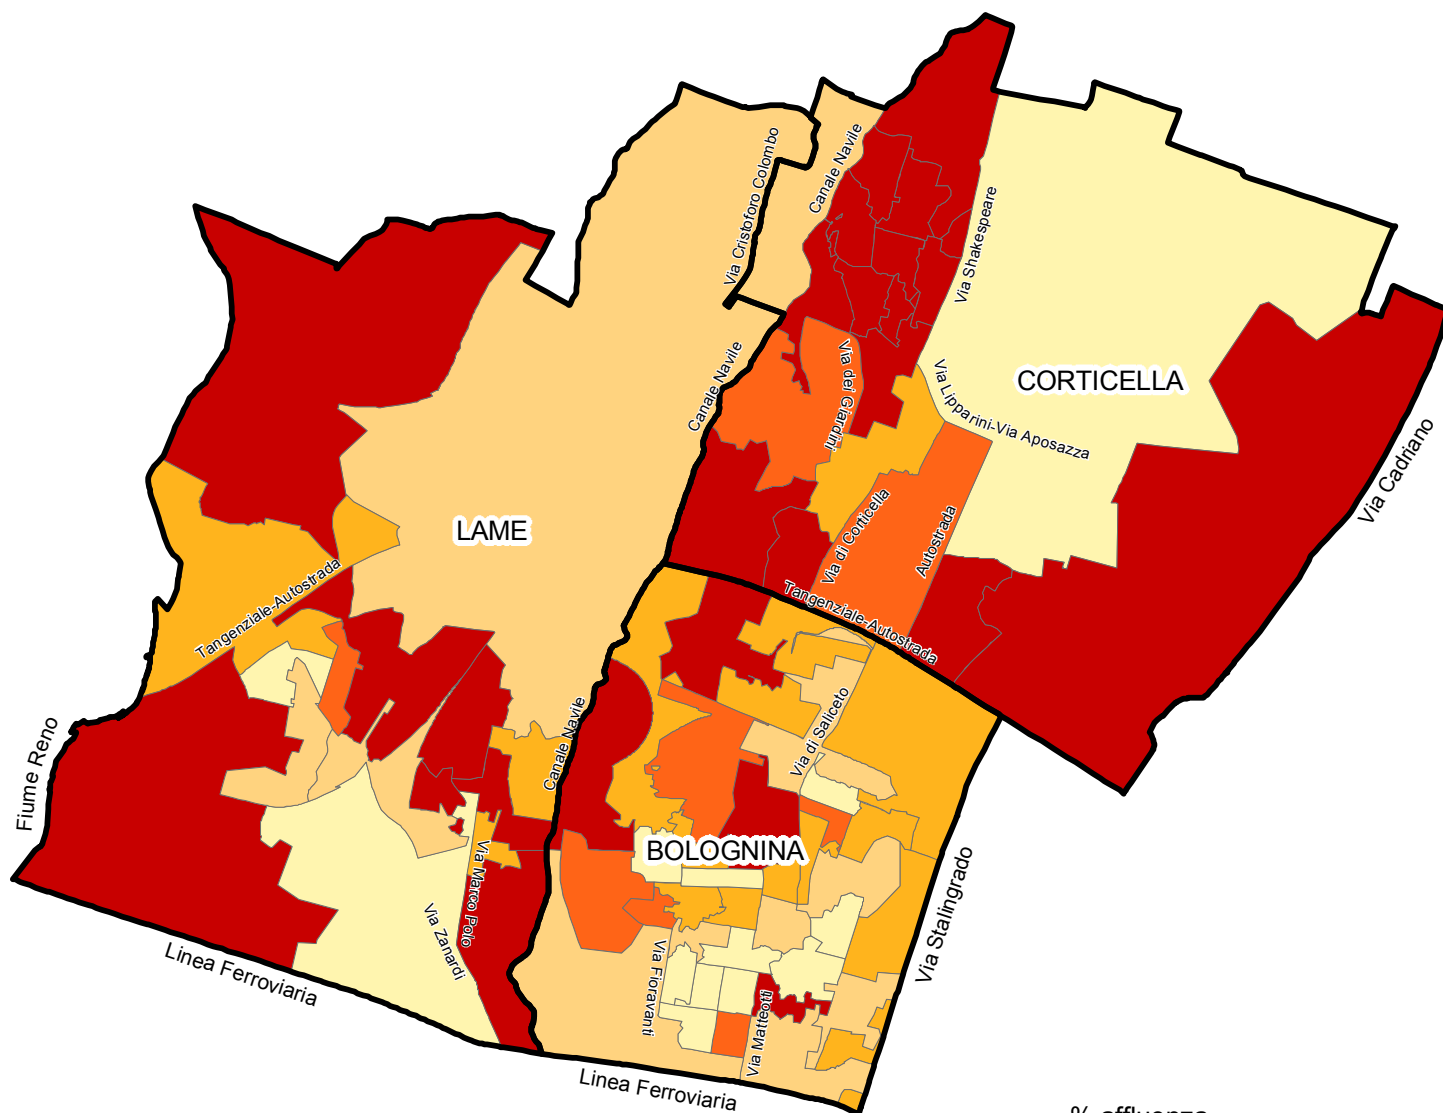 Via Cristoforo Colombo
Canale Navile
Via Shakespeare
Canale Navile
Via dei Giardini
Via Lipparini-Via Aposazza
CORTICELLA
Via Cadriano
LAME
Via di Corticella
Autostrada
Tangenziale-Autostrada
Tangenziale-Autostrada
Canale Navile
Via di Saliceto
Fiume Reno
BOLOGNINA
Via Marco Polo
Via Zanardi
Via Stalingrado
Via Fioravanti
Via Matteotti
Linea Ferroviaria
Linea Ferroviaria
% affluenza